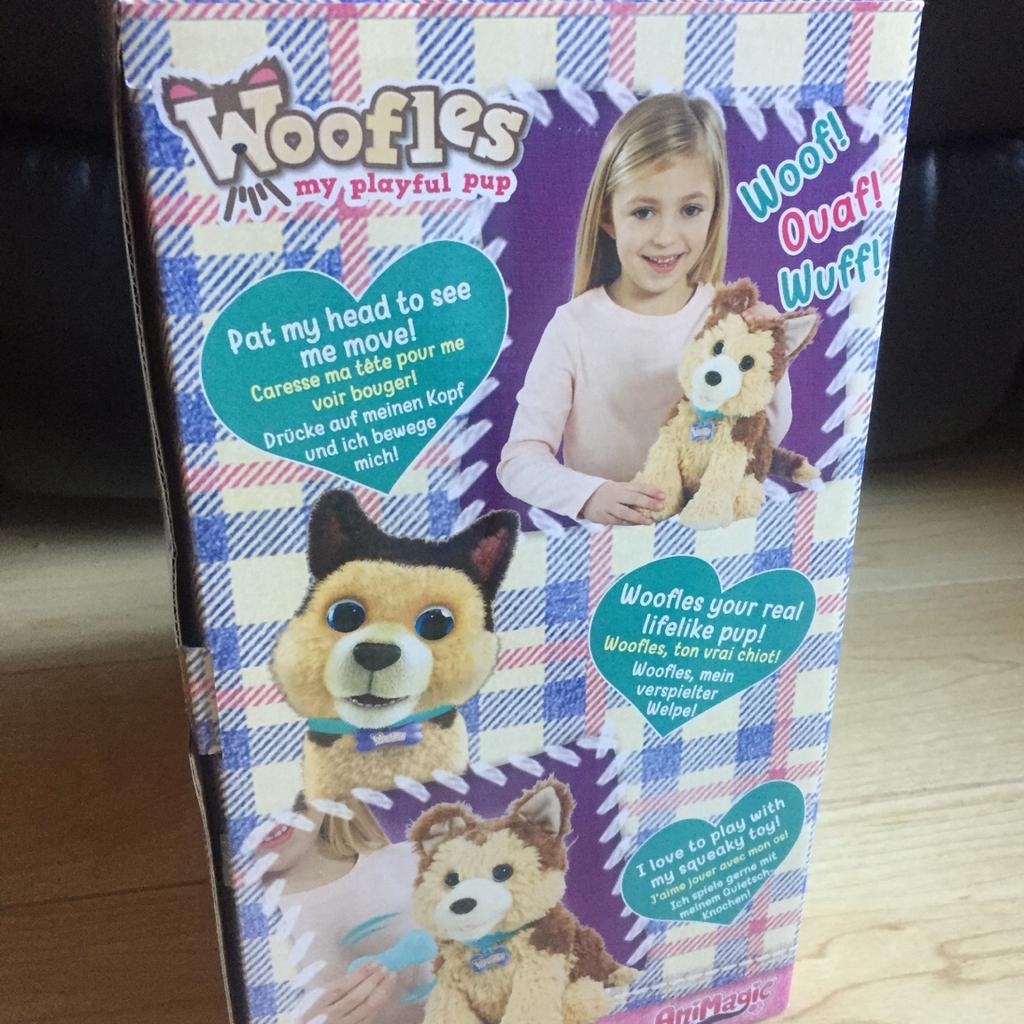 Woofles
my playful pup
Woof!
Ouaf!
Wuff!
Pat my head to see
me move!
Caresse ma tête pour me
voir bouger!
Drücke auf meinen Kopf
und ich bewege
mich!
Woofles your real
lifelike pup!
Woofles, ton vrai chiot!
Woofles, mein
verspielter
Welpe!
Woofles
I love to play with
my squeaky toy!
J'aime jouer avec mon os!
Ich spiele gerne mit
meinem Quietsch-
Knochen!
AniMagic